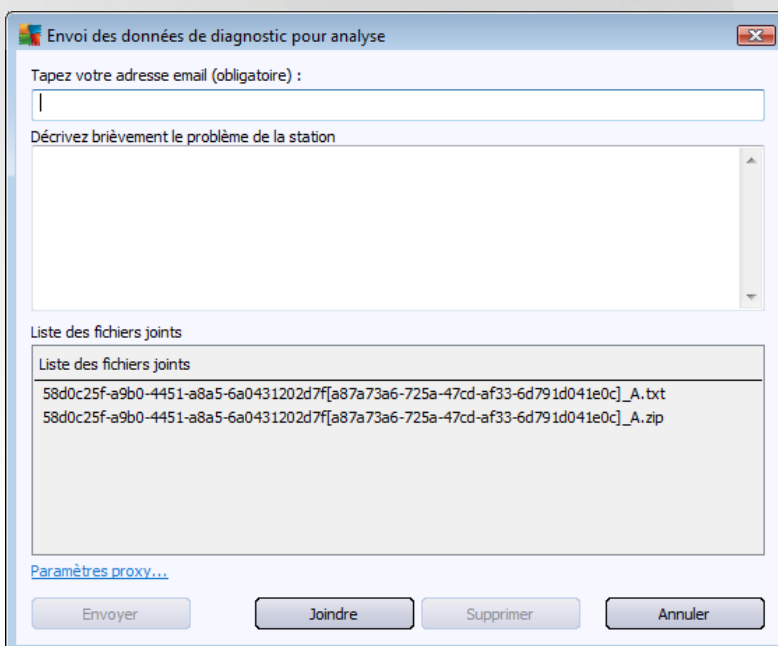 Envoi des données de diagnostic pour analyse
Tapez votre adresse email (obligatoire) :
Décrivez brièvement le problème de la station
Liste des fichiers joints
Liste des fichiers joints
58d0c25f-a9b0-4451-a8a5-6a0431202d7f[a87a73a6-725a-47cd-af33-6d791d041e0c]_A.txt
58d0c25f-a9b0-4451-a8a5-6a0431202d7f[a87a73a6-725a-47cd-af33-6d791d041e0c]_A.zip
Paramètres proxy...
Envoyer Joindre Supprimer Annuler